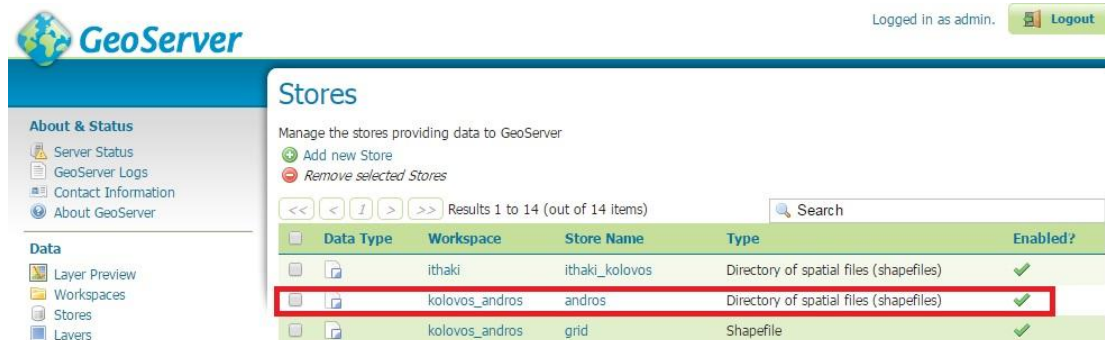 GeoServer
Logged in as admin.
Logout
About & Status
Server Status
GeoServer Logs
Contact Information
About GeoServer
Data
Layer Preview
Workspaces
Stores
Layers
Stores
Manage the stores providing data to GeoServer
Add new Store
Remove selected Stores
<< < 1 > >> Results 1 to 14 (out of 14 items) Search
Data Type Workspace Store Name Type Enabled?
ithaki ithaki_kolovos Directory of spatial files (shapefiles)
kolovos_andros andros Directory of spatial files (shapefiles)
kolovos_andros grid Shapefile